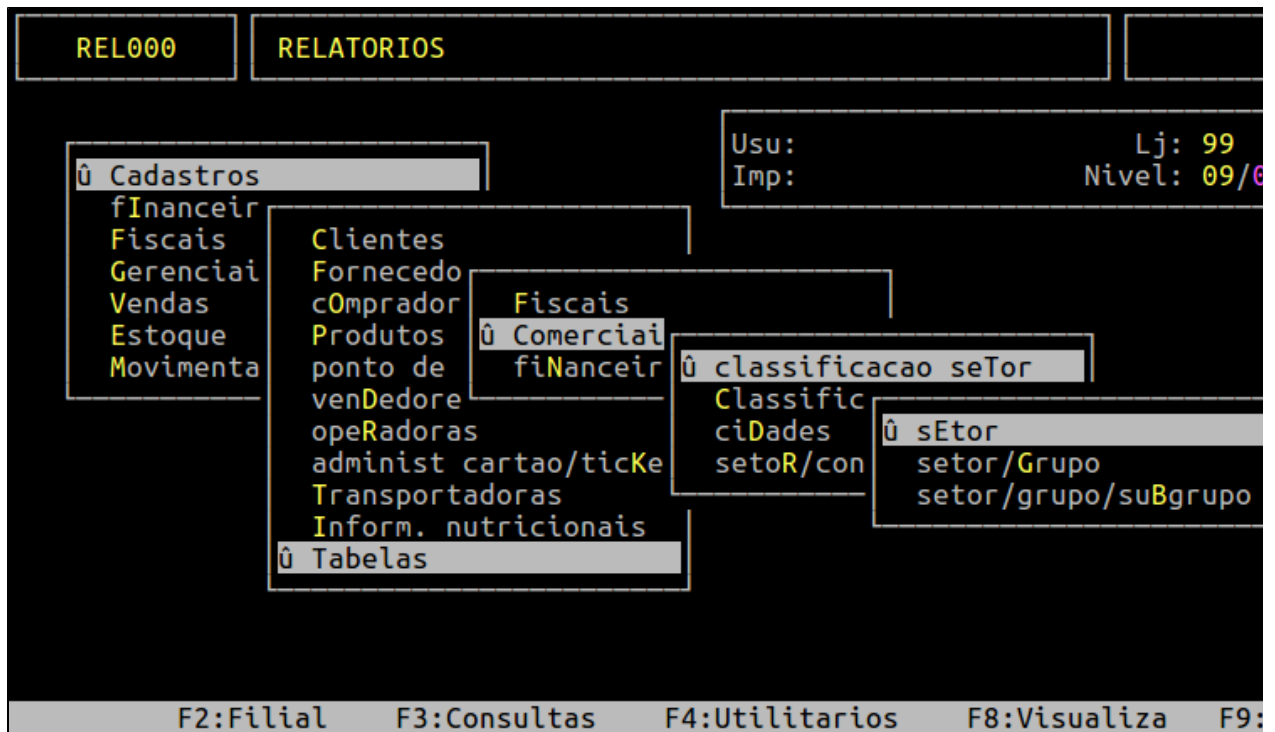 REL000 RELATORIOS
Usu: Lj: 99
Imp: Nivel: 09/0
û Cadastros
fInanceir
Fiscais
Gerenciai
Vendas
Estoque
Movimenta
Clientes
Fornecedo
cOmprador
Produtos
ponto de
venDedore
opeRadoras
administ cartao/ticKe
Transportadoras
Inform. nutricionais
û Tabelas
Fiscais
û Comerciai
fiNanceir
û classificacao seTor
Classific
ciDades
setoR/con
û sEtor
setor/Grupo
setor/grupo/suBgrupo
F2:Filial F3:Consultas F4:Utilitarios F8:Visualiza F9: